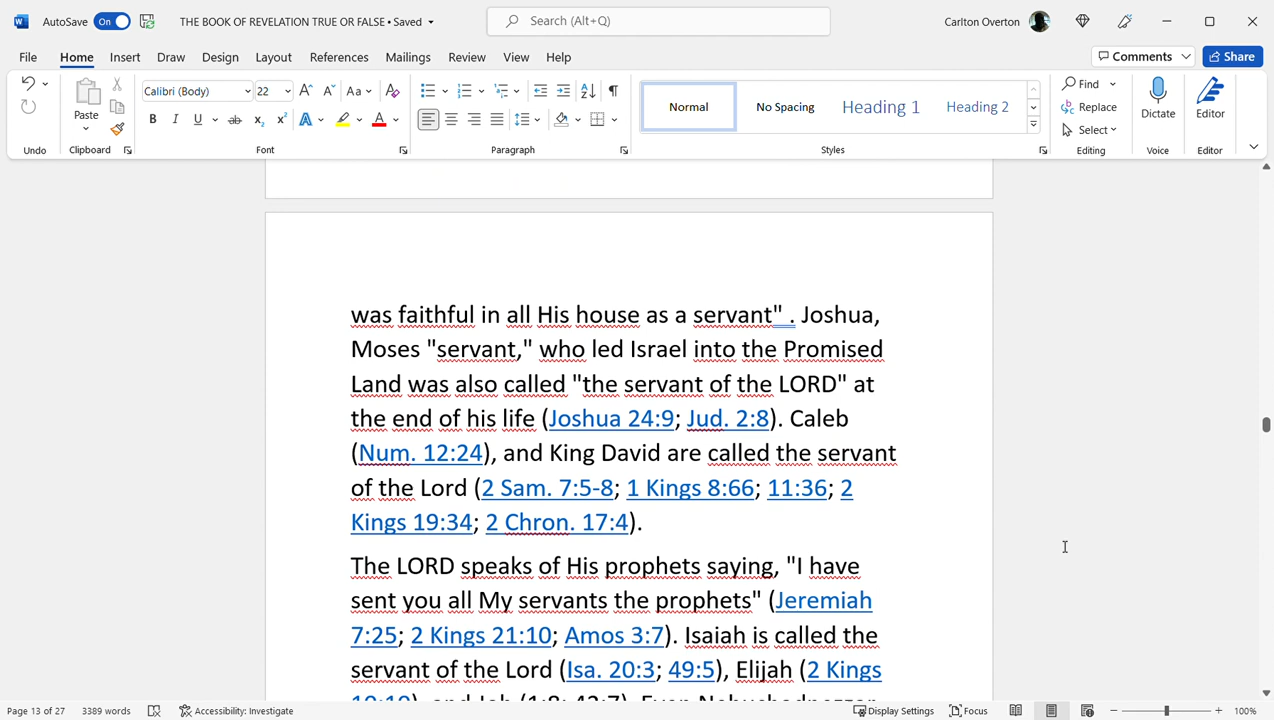 AutoSave On THE BOOK OF REVELATION TRUE OR FALSE • Saved Search (Alt+Q) Carlton Overton
File Home Insert Draw Design Layout References Mailings Review View Help Comments Share
Calibri (Body) 22 Aa Normal No Spacing Heading 1 Heading 2 Find Replace Select
Paste Dictate Editor
Undo Clipboard Font Paragraph Styles Editing Voice Editor
was faithful in all His house as a servant" . Joshua,
Moses "servant," who led Israel into the Promised
Land was also called "the servant of the LORD" at
the end of his life (Joshua 24:9; Jud. 2:8). Caleb
(Num. 12:24), and King David are called the servant
of the Lord (2 Sam. 7:5-8; 1 Kings 8:66; 11:36; 2
Kings 19:34; 2 Chron. 17:4).
The LORD speaks of His prophets saying, "I have
sent you all My servants the prophets" (Jeremiah
7:25; 2 Kings 21:10; Amos 3:7). Isaiah is called the
servant of the Lord (Isa. 20:3; 49:5), Elijah (2 Kings
Page 13 of 27 3389 words Accessibility: Investigate Display Settings Focus 100%